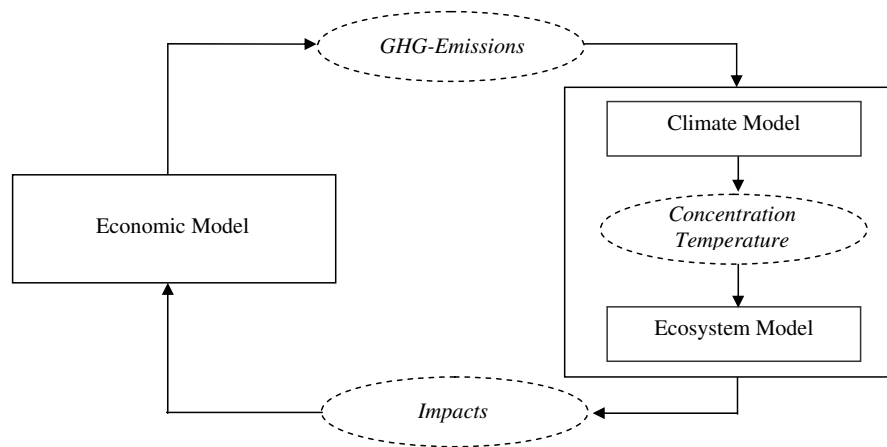 GHG-Emissions
Climate Model
Concentration
Temperature
Economic Model
Ecosystem Model
Impacts